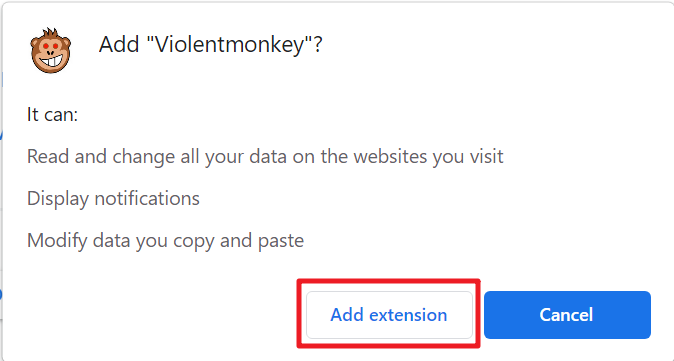 Add "Violentmonkey"?
It can:
Read and change all your data on the websites you visit
Display notifications
Modify data you copy and paste
Add extension
Cancel